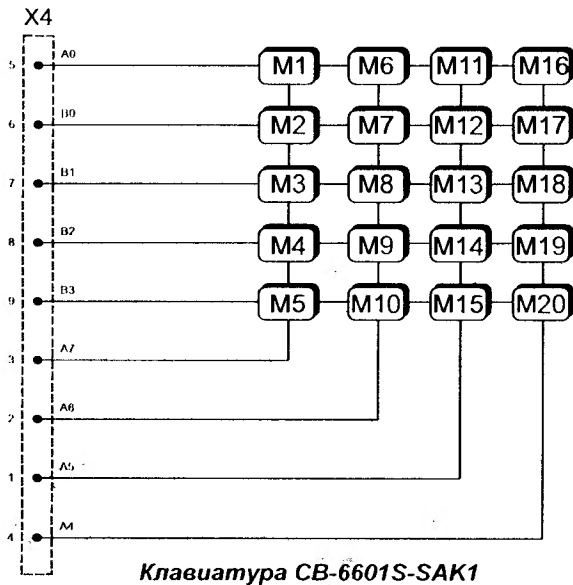 X4
5 A0 M1 M6 M11 M16
6 B0 M2 M7 M12 M17
7 B1 M3 M8 M13 M18
8 B2 M4 M9 M14 M19
9 B3 M5 M10 M15 M20
3 A7
2 A6
1 A5
4 A4
Клавиатура CB-6601S-SAK1